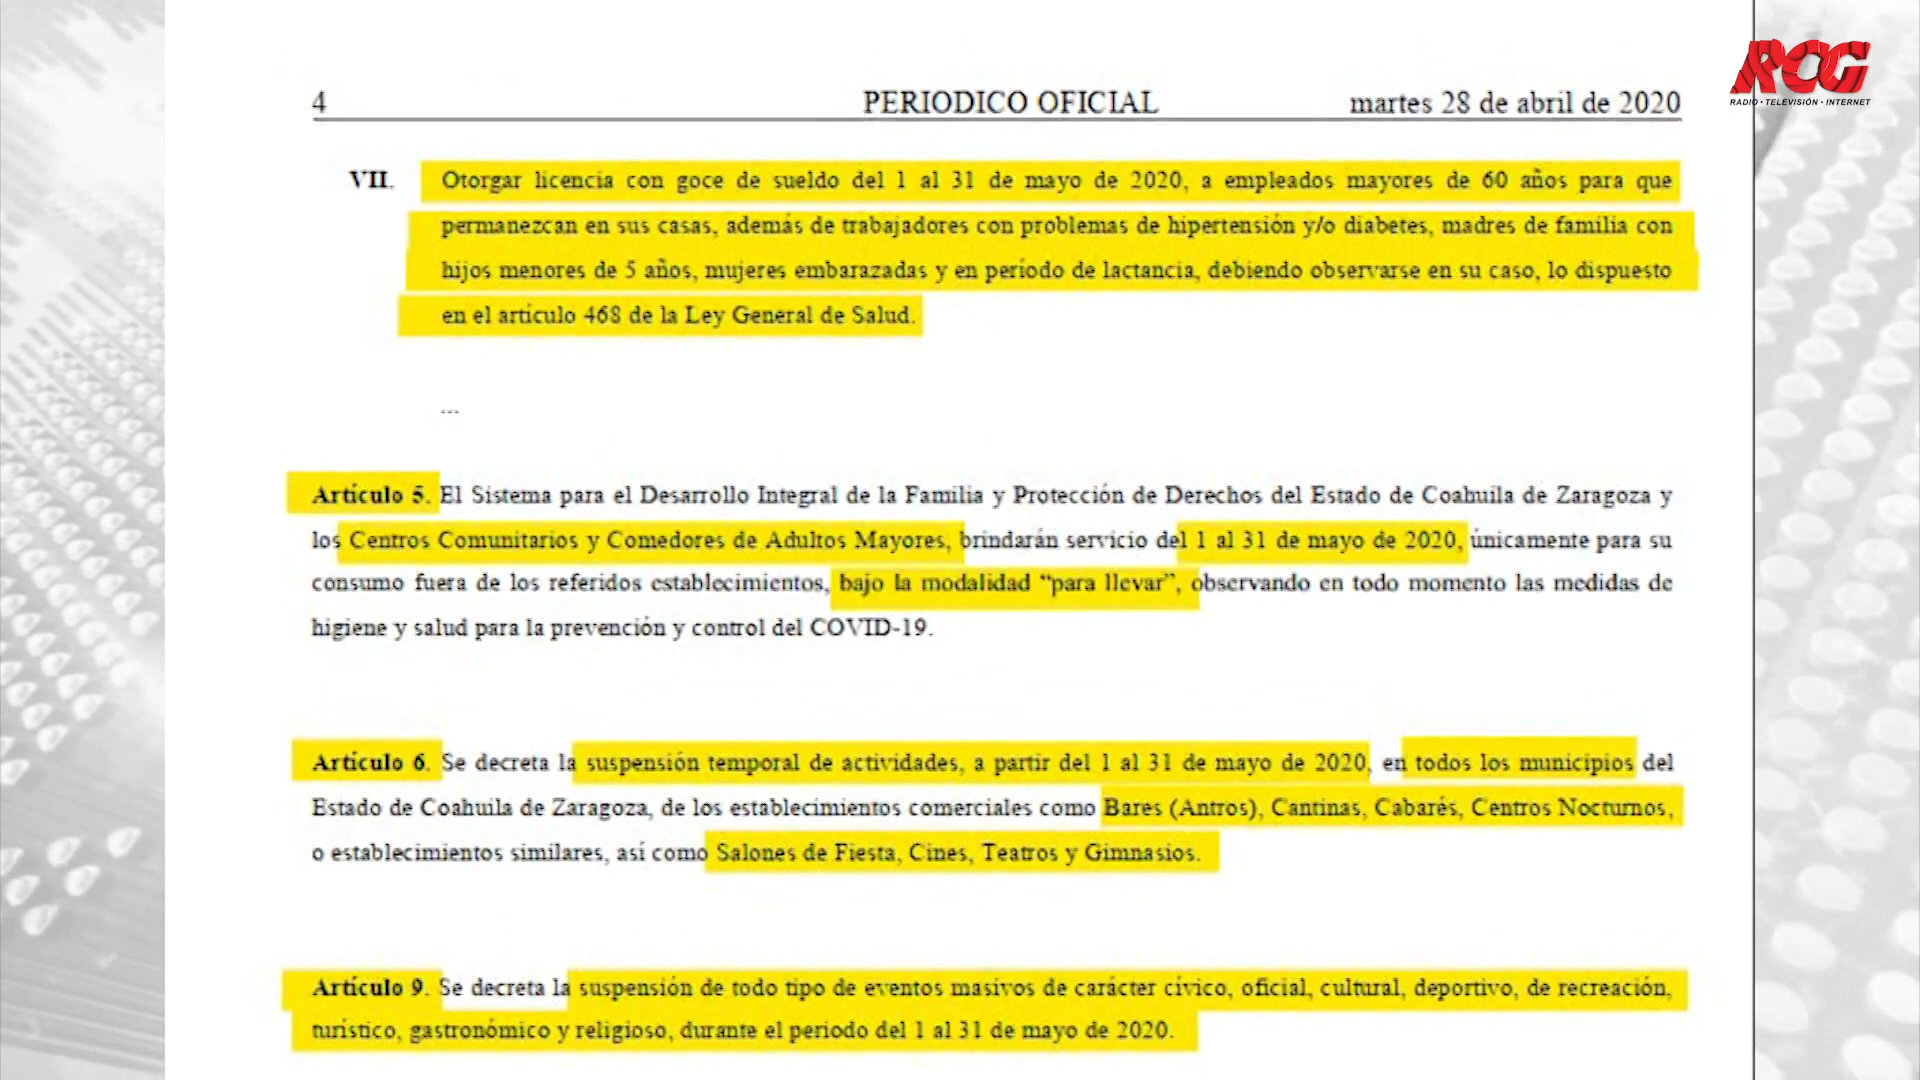 RCG
RADIO • TELEVISIÓN • INTERNET
4 PERIODICO OFICIAL martes 28 de abril de 2020
VII. Otorgar licencia con goce de sueldo del 1 al 31 de mayo de 2020, a empleados mayores de 60 años para que
permanezcan en sus casas, además de trabajadores con problemas de hipertensión y/o diabetes, madres de familia con
hijos menores de 5 años, mujeres embarazadas y en período de lactancia, debiendo observarse en su caso, lo dispuesto
en el artículo 468 de la Ley General de Salud.
...
Artículo 5. El Sistema para el Desarrollo Integral de la Familia y Protección de Derechos del Estado de Coahuila de Zaragoza y
los Centros Comunitarios y Comedores de Adultos Mayores, brindarán servicio del 1 al 31 de mayo de 2020, únicamente para su
consumo fuera de los referidos establecimientos, bajo la modalidad “para llevar”, observando en todo momento las medidas de
higiene y salud para la prevención y control del COVID-19.
Artículo 6. Se decreta la suspensión temporal de actividades, a partir del 1 al 31 de mayo de 2020, en todos los municipios del
Estado de Coahuila de Zaragoza, de los establecimientos comerciales como Bares (Antros), Cantinas, Cabarés, Centros Nocturnos,
o establecimientos similares, así como Salones de Fiesta, Cines, Teatros y Gimnasios.
Artículo 9. Se decreta la suspensión de todo tipo de eventos masivos de carácter cívico, oficial, cultural, deportivo, de recreación,
turístico, gastronómico y religioso, durante el periodo del 1 al 31 de mayo de 2020.